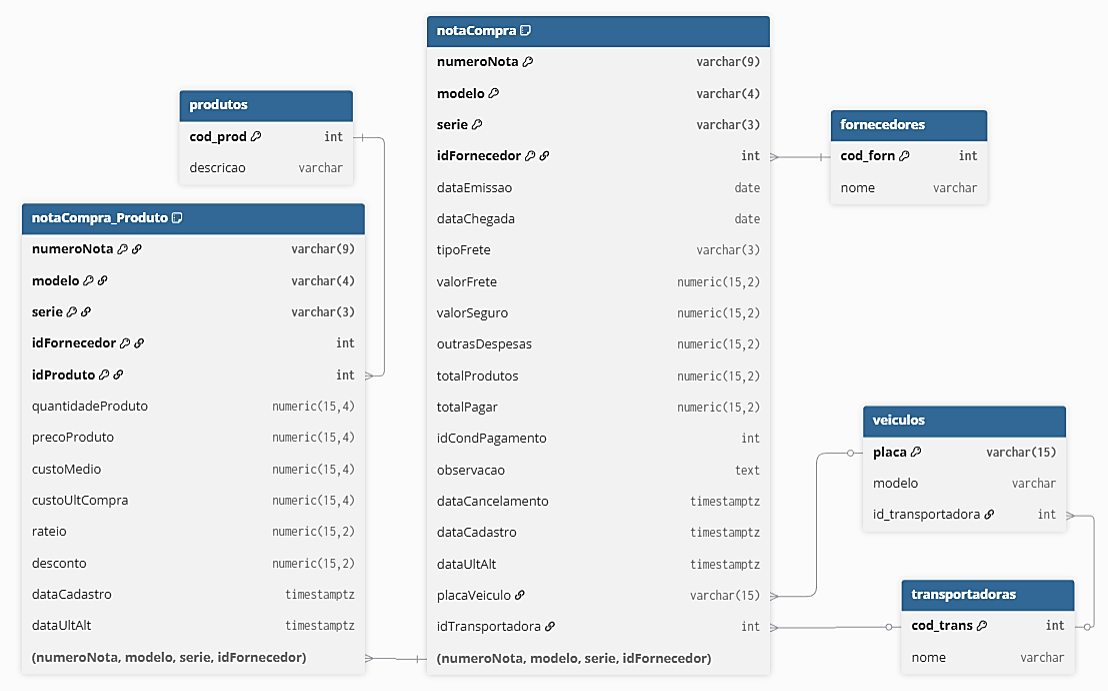 notaCompra
numeroNota varchar(9)
modelo varchar(4)
serie varchar(3)
idFornecedor int
dataEmissao date
dataChegada date
tipoFrete varchar(3)
valorFrete numeric(15,2)
valorSeguro numeric(15,2)
outrasDespesas numeric(15,2)
totalProdutos numeric(15,2)
totalPagar numeric(15,2)
idCondPagamento int
observacao text
dataCancelamento timestamptz
dataCadastro timestamptz
dataUltAlt timestamptz
placaVeiculo varchar(15)
idTransportadora int
(numeroNota, modelo, serie, idFornecedor)
produtos
cod_prod int
descricao varchar
notaCompra_Produto
numeroNota varchar(9)
modelo varchar(4)
serie varchar(3)
idFornecedor int
idProduto int
quantidadeProduto numeric(15,4)
precoProduto numeric(15,4)
custoMedio numeric(15,4)
custoUltCompra numeric(15,4)
rateio numeric(15,2)
desconto numeric(15,2)
dataCadastro timestamptz
dataUltAlt timestamptz
(numeroNota, modelo, serie, idFornecedor)
fornecedores
cod_forn int
nome varchar
veiculos
placa varchar(15)
modelo varchar
id_transportadora int
transportadoras
cod_trans int
nome varchar